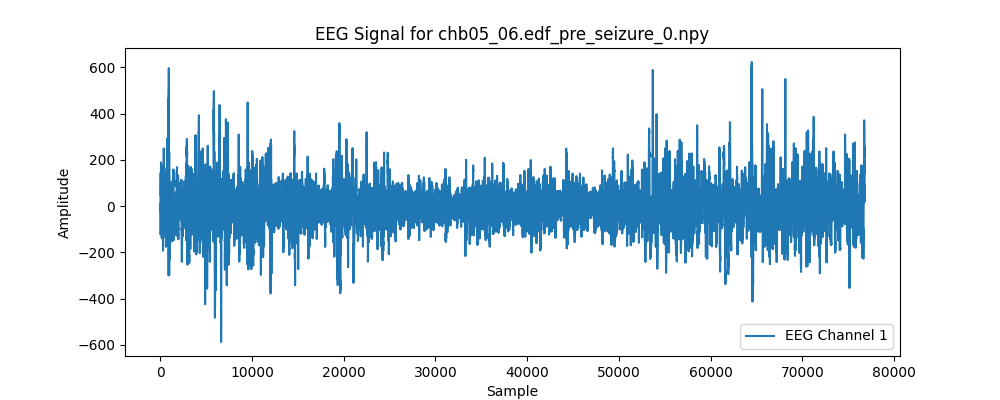 EEG Signal for chb05_06.edf_pre_seizure_0.npy
600
400
200
0
−200
−400
−600
Amplitude
EEG Channel 1
0 10000 20000 30000 40000 50000 60000 70000 80000
Sample